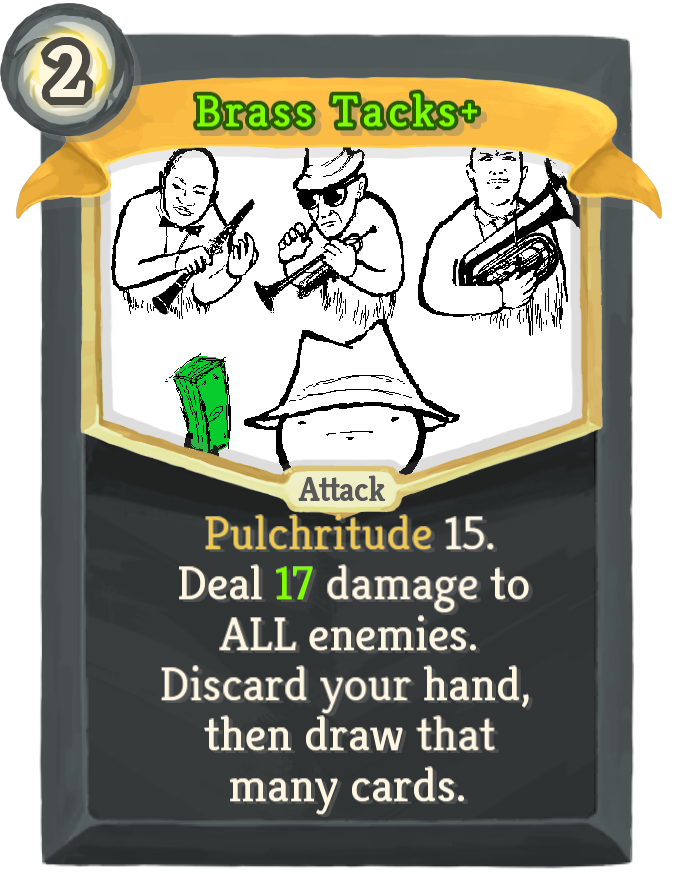 2
Brass Tacks+
Attack
Pulchritude 15.
Deal 17 damage to
ALL enemies.
Discard your hand,
then draw that
many cards.